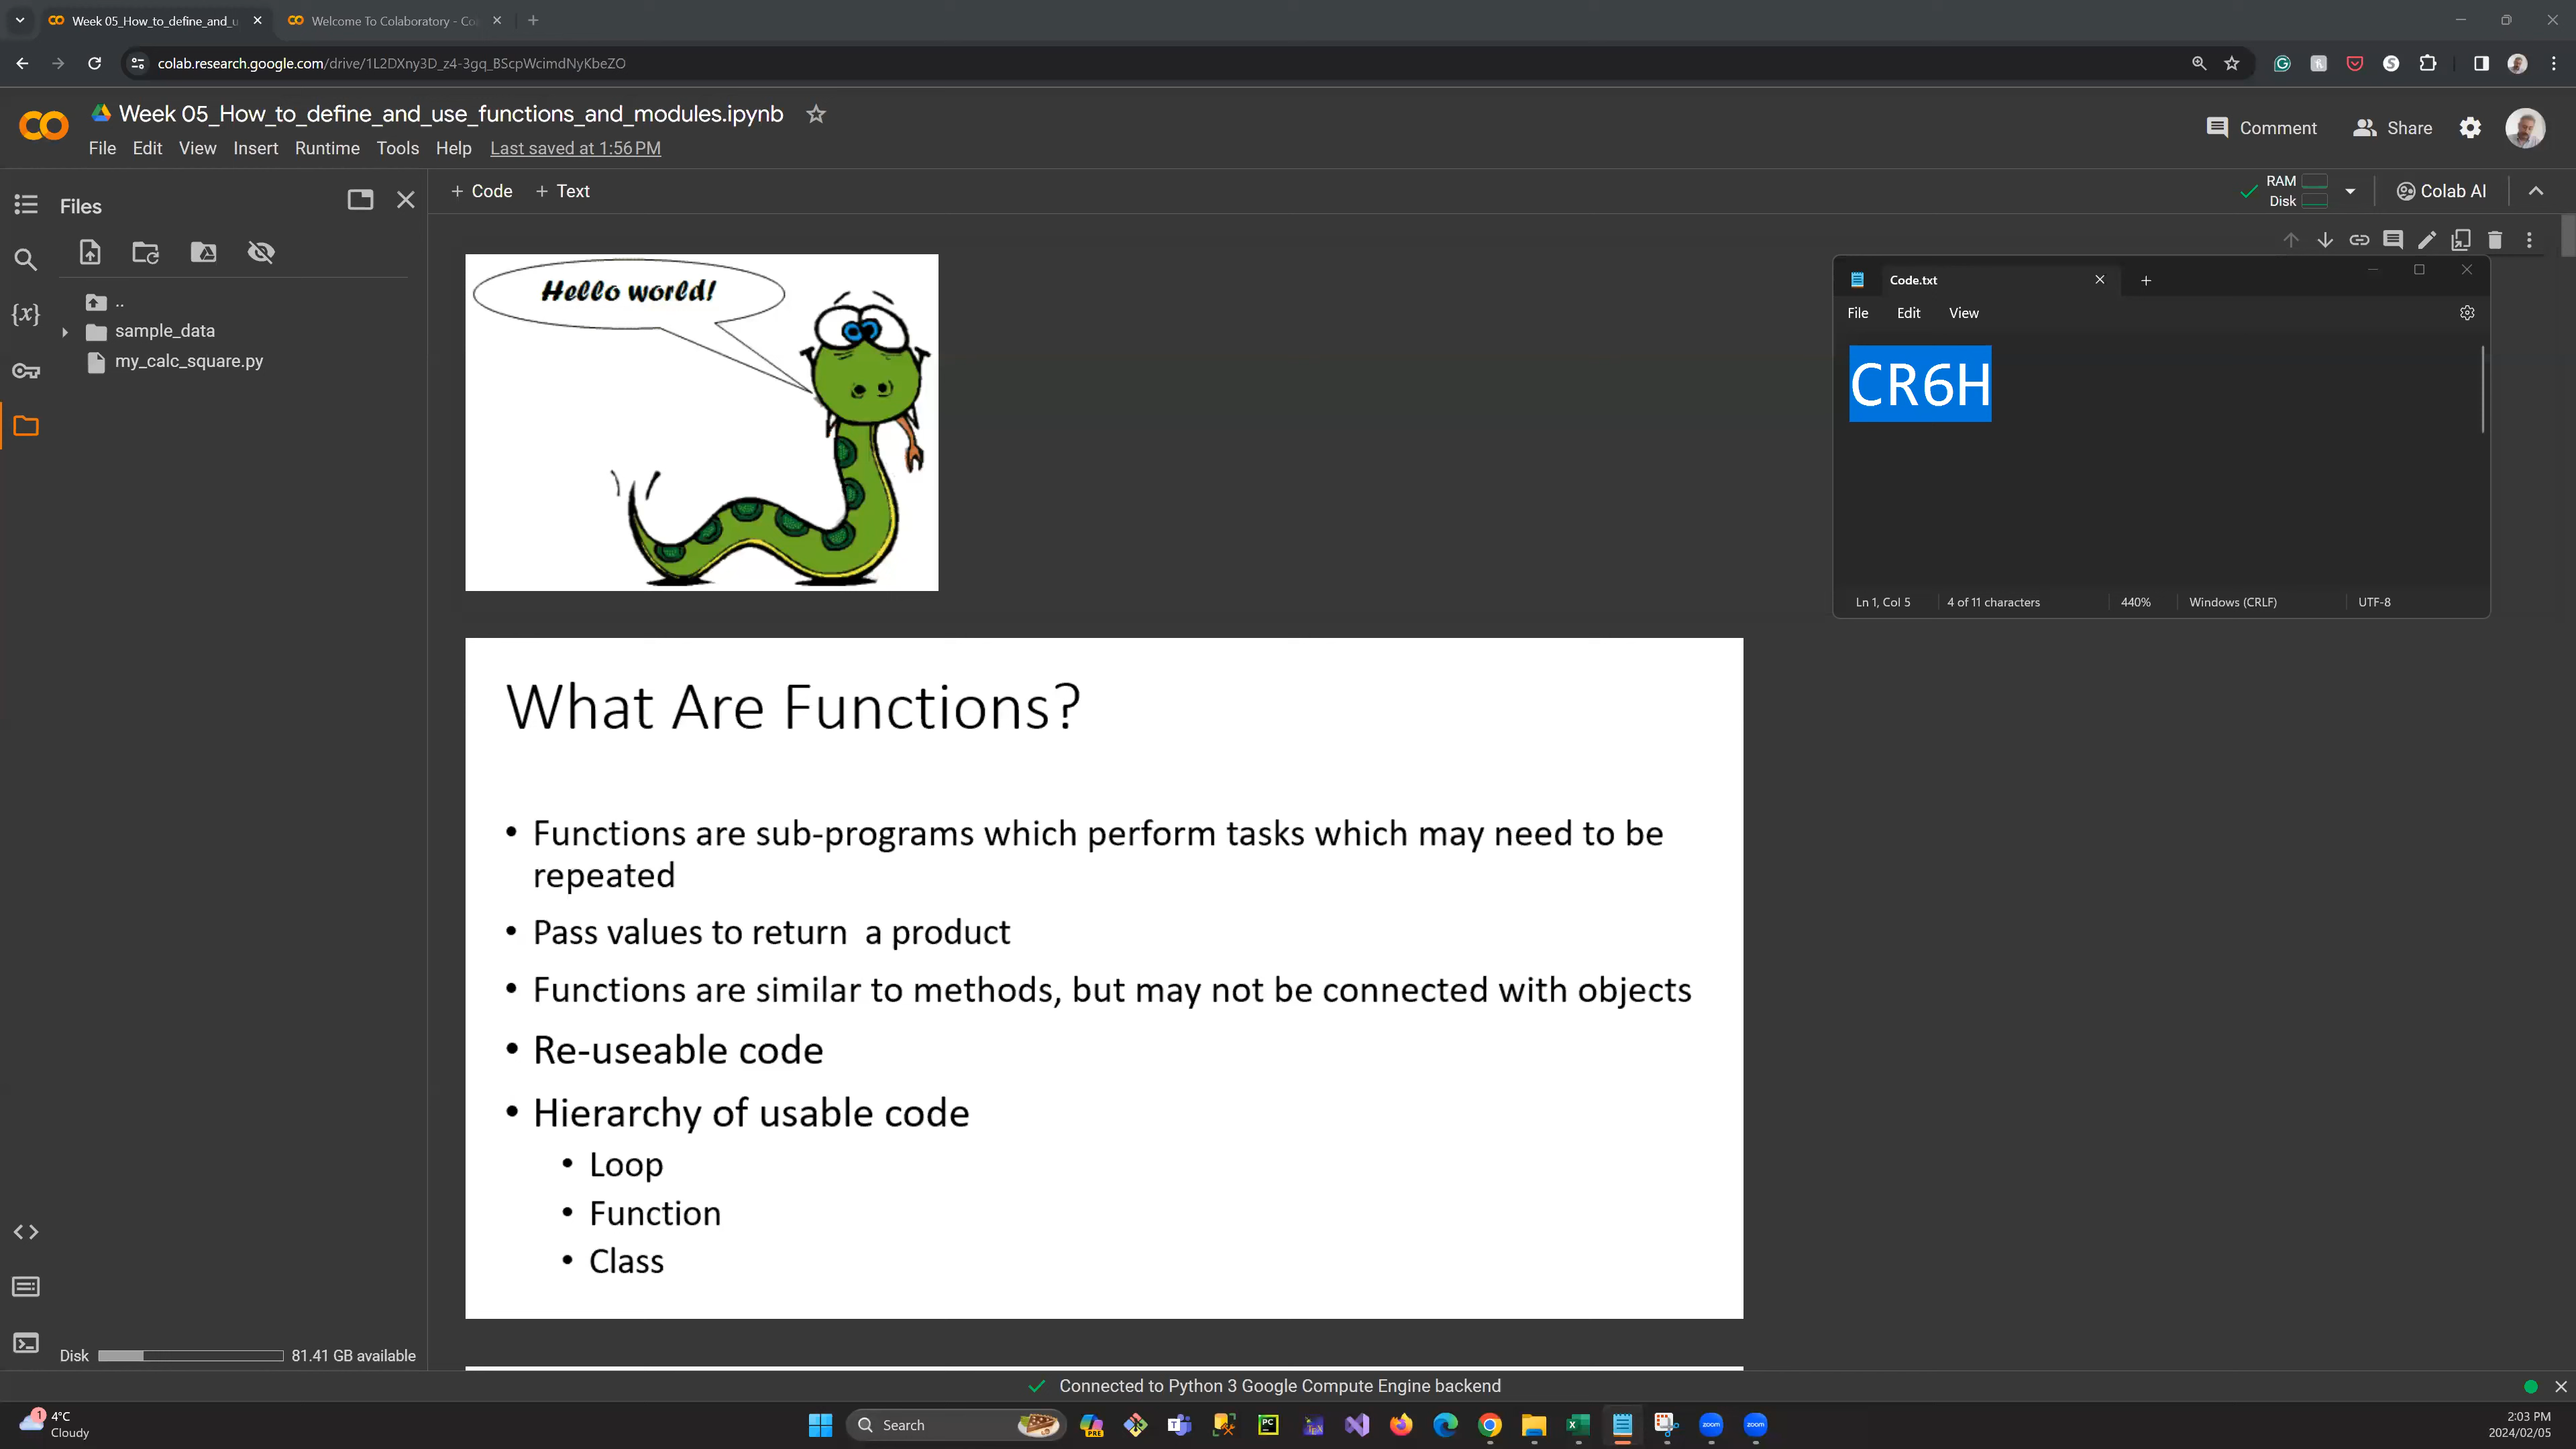 Week 05_How_to_define_and_u
Welcome To Colaboratory - Co
colab.research.google.com/drive/1L2DXny3D_z4-3gq_BScpWcimdNyKbeZO
Week 05_How_to_define_and_use_functions_and_modules.ipynb
File Edit View Insert Runtime Tools Help Last saved at 1:56 PM
Comment Share
Files
+ Code + Text
RAM
Disk
Colab AI
..
sample_data
my_calc_square.py
{x}
Hello world!
Code.txt
File Edit View
CR6H
Ln 1, Col 5 4 of 11 characters 440% Windows (CRLF) UTF-8
What Are Functions?
• Functions are sub-programs which perform tasks which may need to be
repeated
• Pass values to return a product
• Functions are similar to methods, but may not be connected with objects
• Re-useable code
• Hierarchy of usable code
• Loop
• Function
• Class
Disk 81.41 GB available
Connected to Python 3 Google Compute Engine backend
1
4°C
Cloudy
Search
PRE
PC
zoom
zoom
2:03 PM
2024/02/05